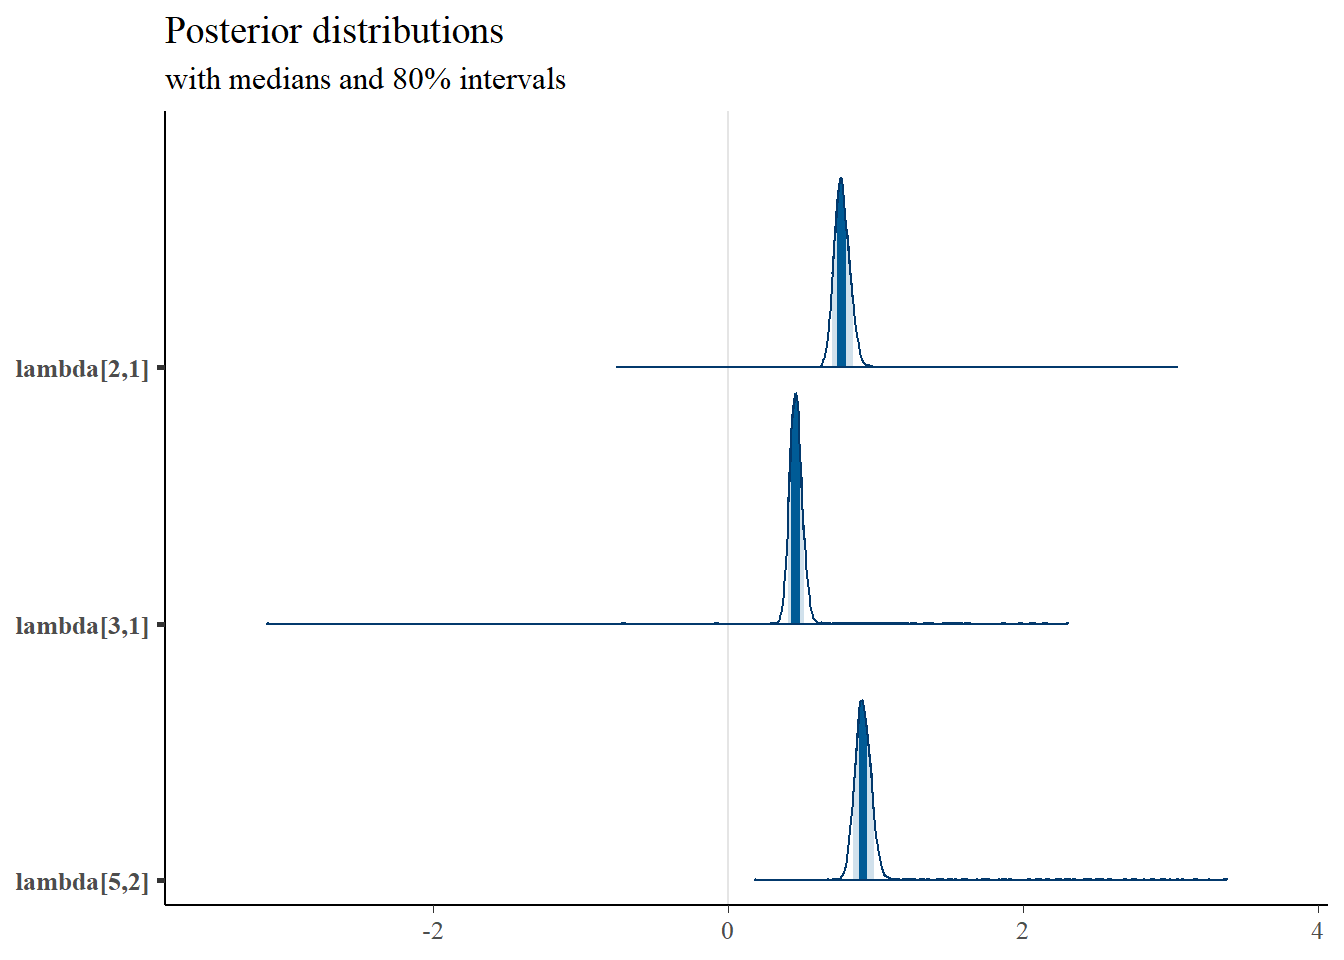 Posterior distributions
with medians and 80% intervals
lambda[2,1]
lambda[3,1]
lambda[5,2]
-2 0 2 4